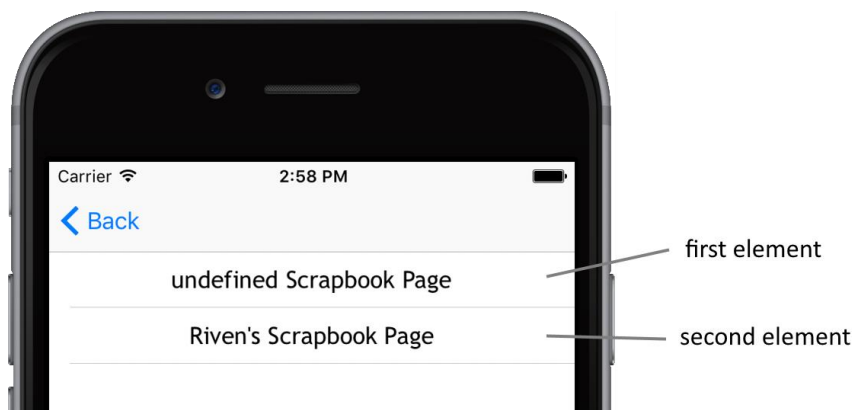 Carrier 2:58 PM
Back
undefined Scrapbook Page
first element
Riven's Scrapbook Page
second element